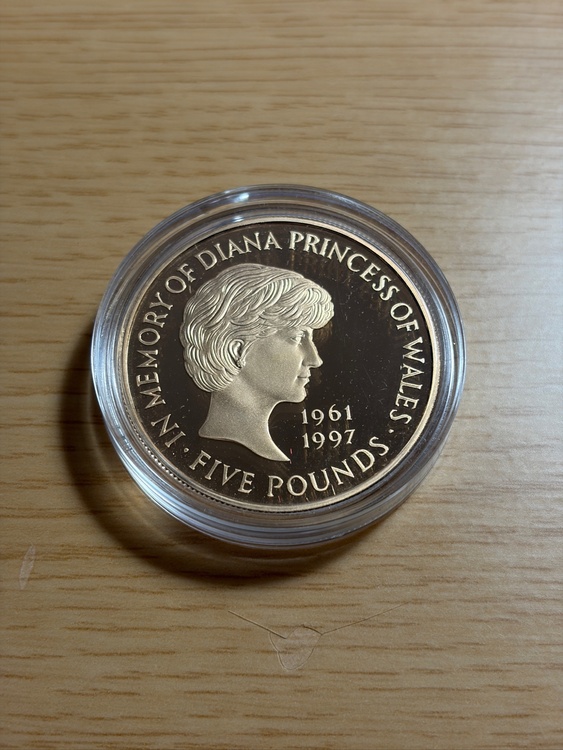 IN MEMORY OF DIANA PRINCESS OF WALES ·
1961
1997
· FIVE POUNDS